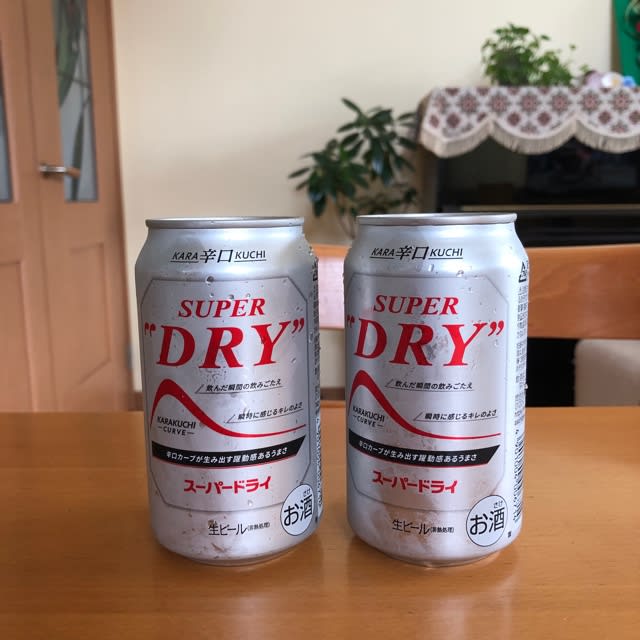 KARA辛口KUCHI
SUPER
"DRY"
飲んだ瞬間の飲みごたえ
瞬時に感じるキレのよさ
KARAKUCHI
—CURVE—
辛口カーブが生み出す躍動感あるうまさ
スーパードライ
生ビール(非熱処理)
さけ
お酒
KARA辛口KUCHI
SUPER
"DRY"
飲んだ瞬間の飲みごたえ
瞬時に感じるキレのよさ
KARAKUCHI
—CURVE—
辛口カーブが生み出す躍動感あるうまさ
スーパードライ
生ビール(非熱処理)
さけ
お酒